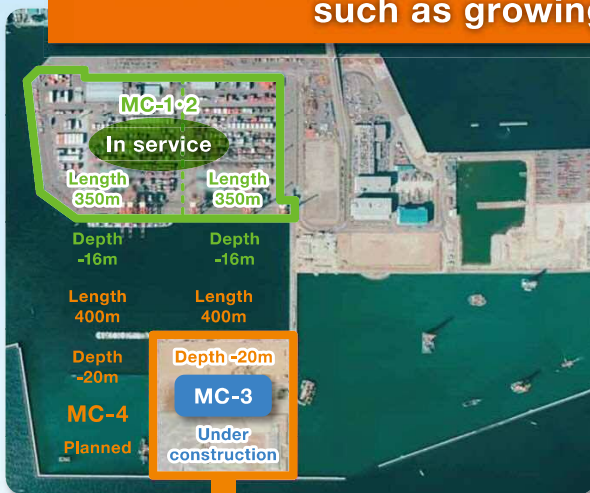 such as growing
MC-1・2
In service
Length
350m
Length
350m
Depth
-16m
Depth
-16m
Length
400m
Length
400m
Depth
-20m
Depth -20m
MC-3
MC-4
Planned
Under
construction